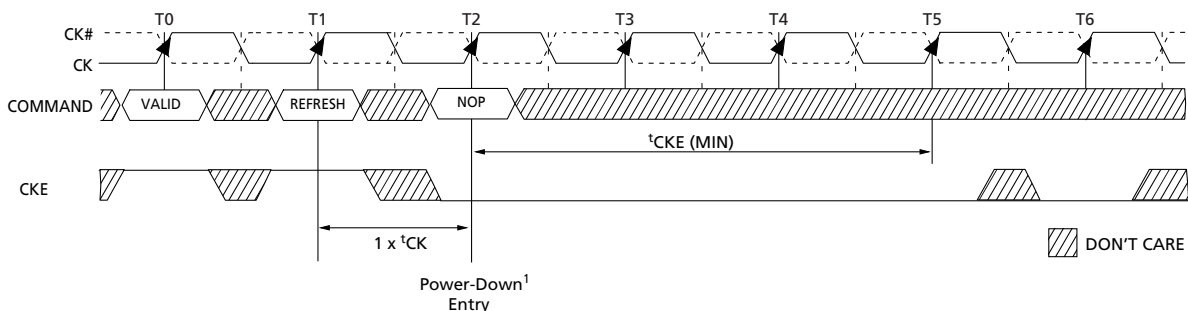 T0 T1 T2 T3 T4 T5 T6
CK#
CK
COMMAND VALID REFRESH NOP
tCKE (MIN)
CKE
1 x tCK
DON'T CARE
Power-Down1
Entry